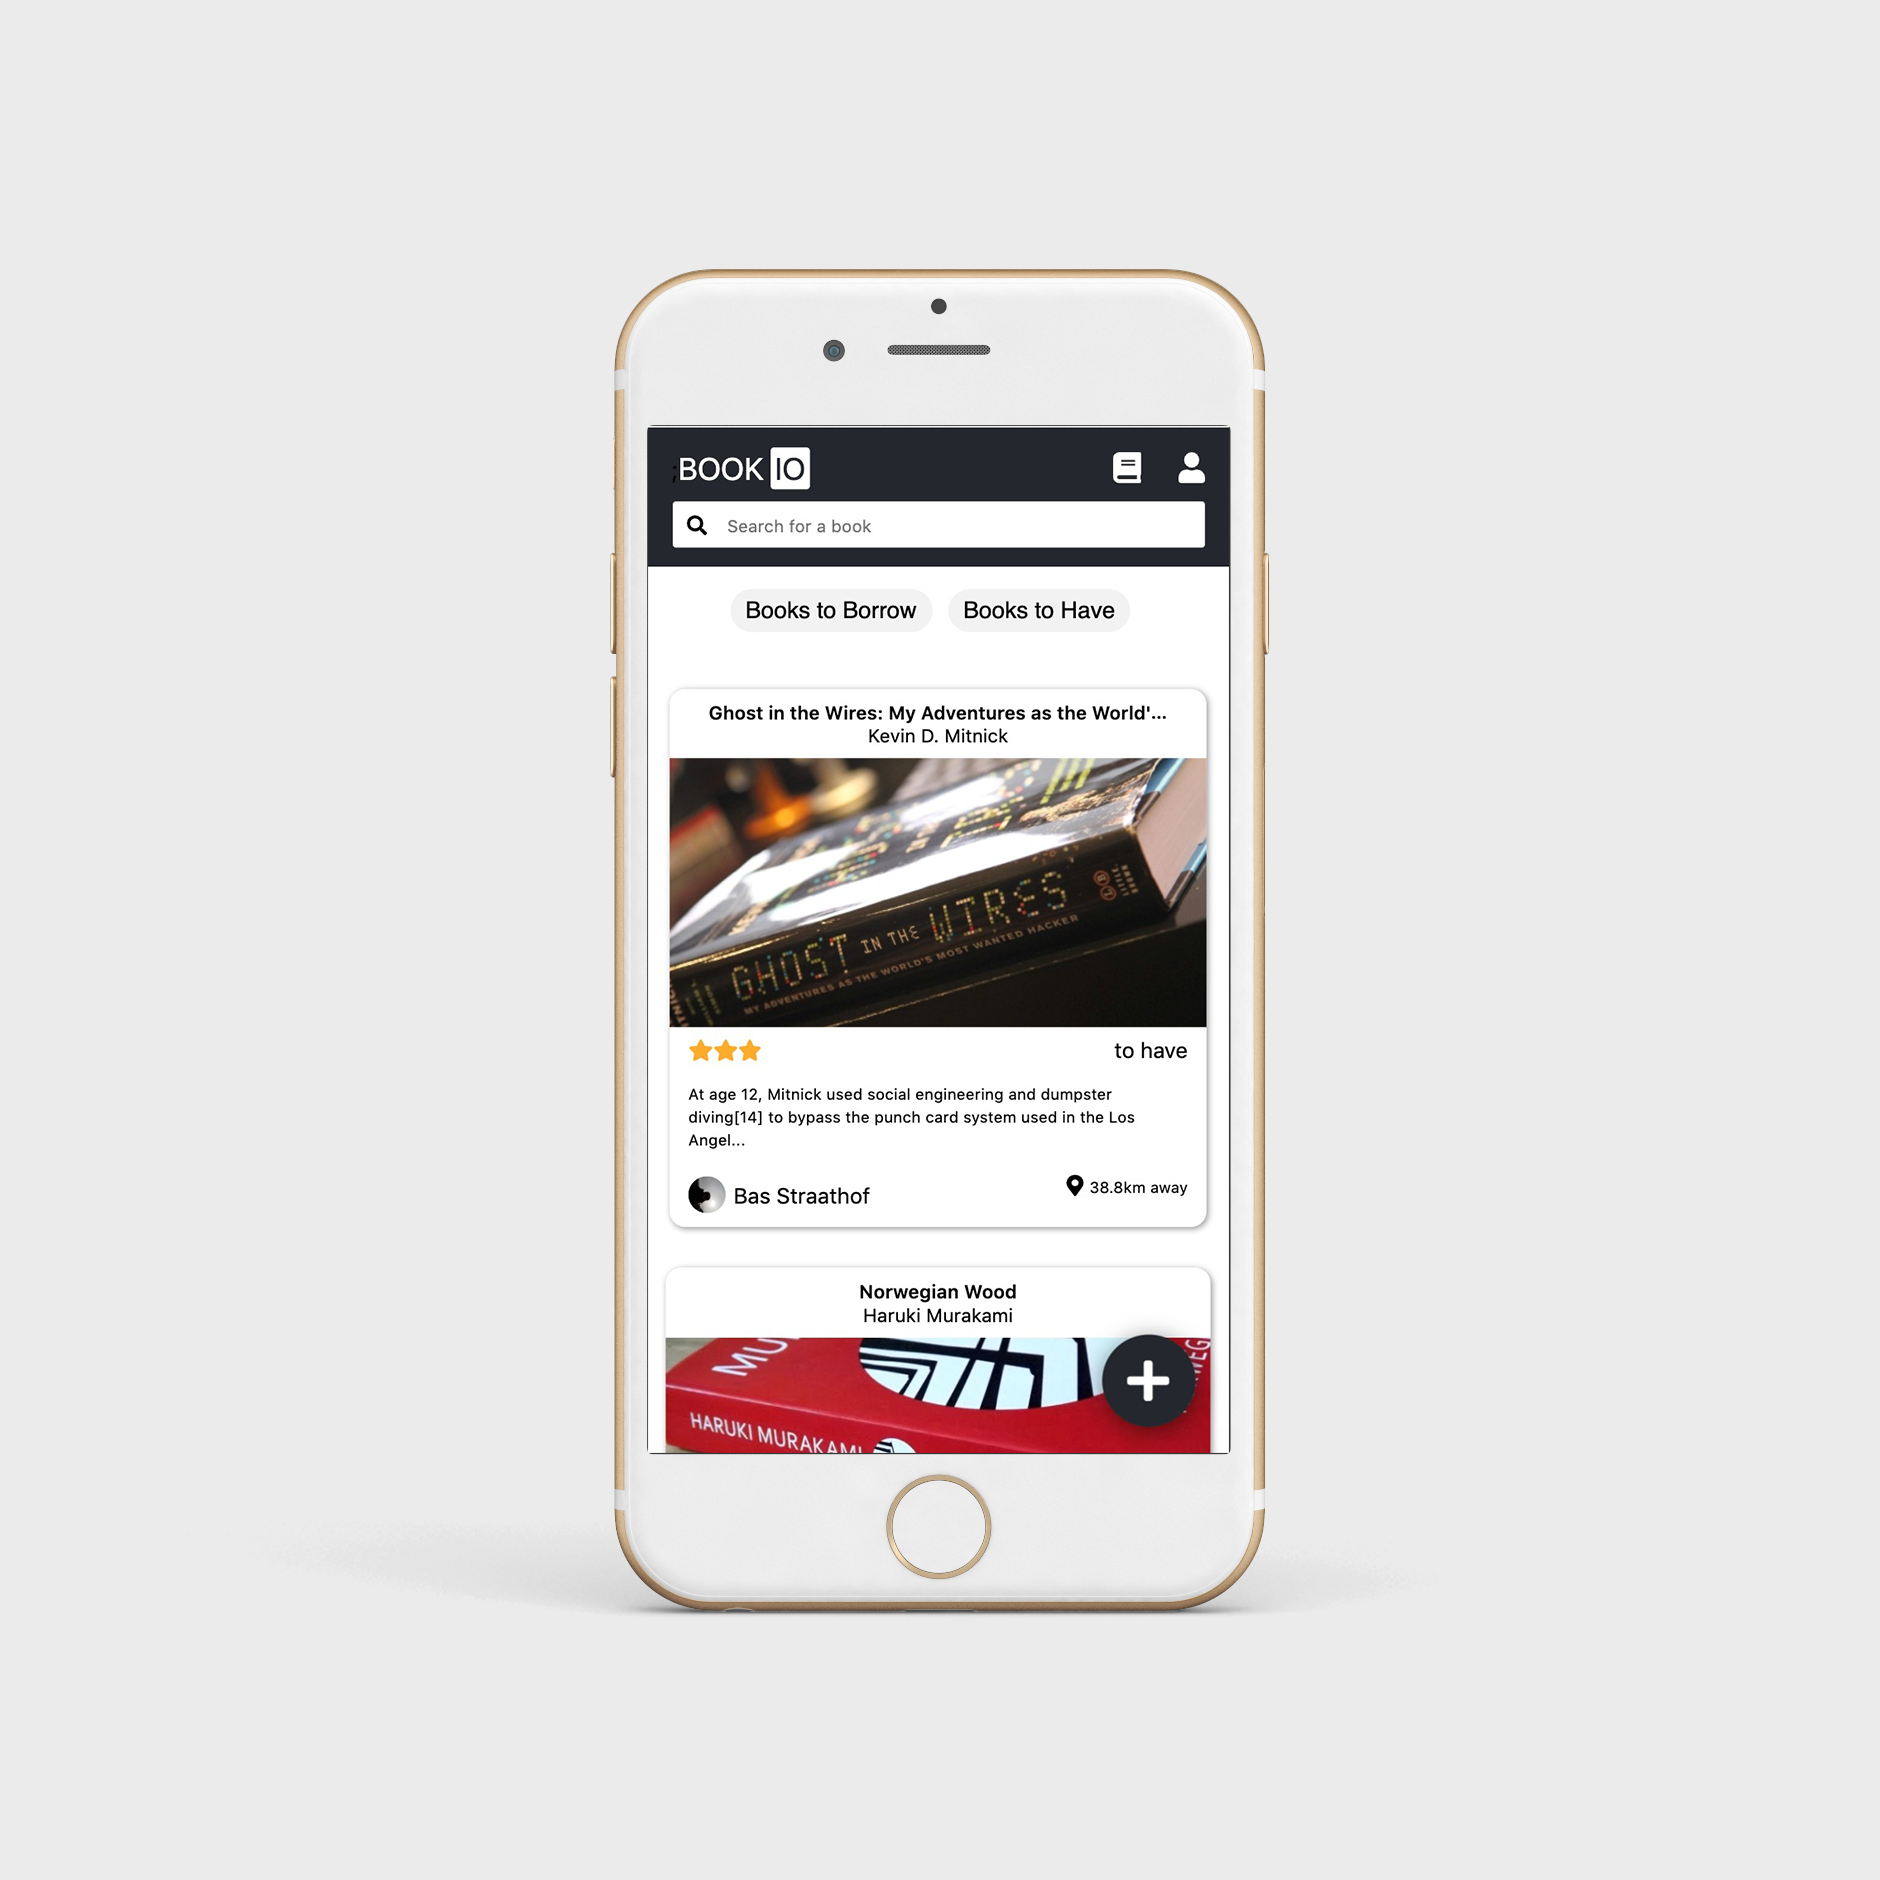 ;BOOK IO
Search for a book
Books to Borrow
Books to Have
Ghost in the Wires: My Adventures as the World'...
Kevin D. Mitnick
GHOST IN THE WIRES
MY ADVENTURES AS THE WORLD'S MOST WANTED HACKER
LITTLE, BROWN
to have
At age 12, Mitnick used social engineering and dumpster
diving[14] to bypass the punch card system used in the Los
Angel...
Bas Straathof
38.8km away
Norwegian Wood
Haruki Murakami
MU
HARUKI MURAKAMI